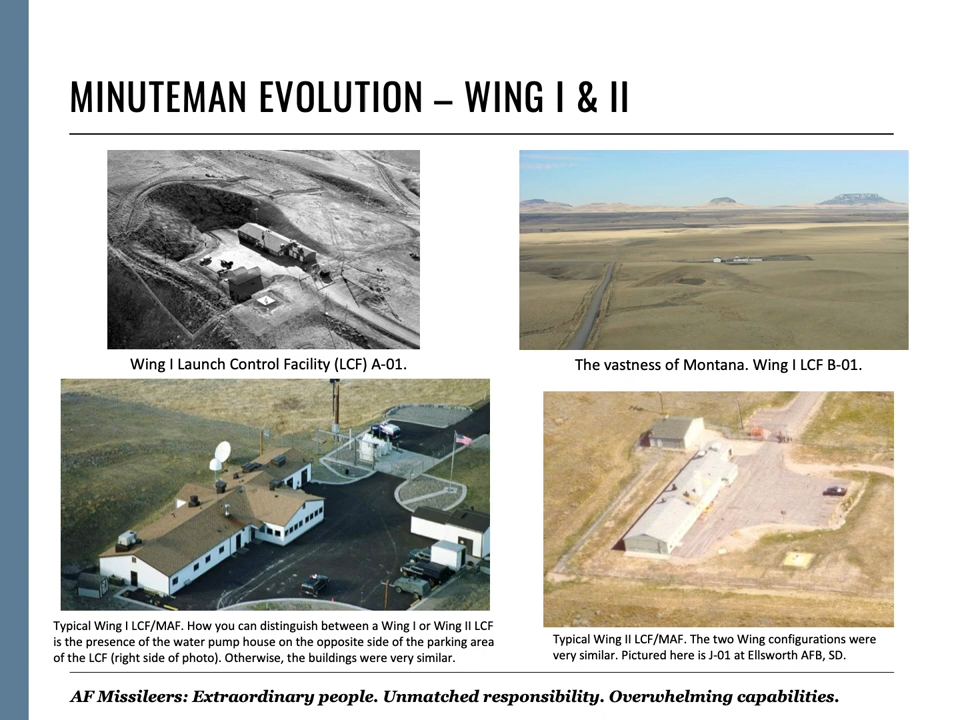 MINUTEMAN EVOLUTION – WING I & II
Wing I Launch Control Facility (LCF) A-01.
The vastness of Montana. Wing I LCF B-01.
Typical Wing I LCF/MAF. How you can distinguish between a Wing I or Wing II LCF
is the presence of the water pump house on the opposite side of the parking area
of the LCF (right side of photo). Otherwise, the buildings were very similar.
Typical Wing II LCF/MAF. The two Wing configurations were
very similar. Pictured here is J-01 at Ellsworth AFB, SD.
AF Missileers: Extraordinary people. Unmatched responsibility. Overwhelming capabilities.